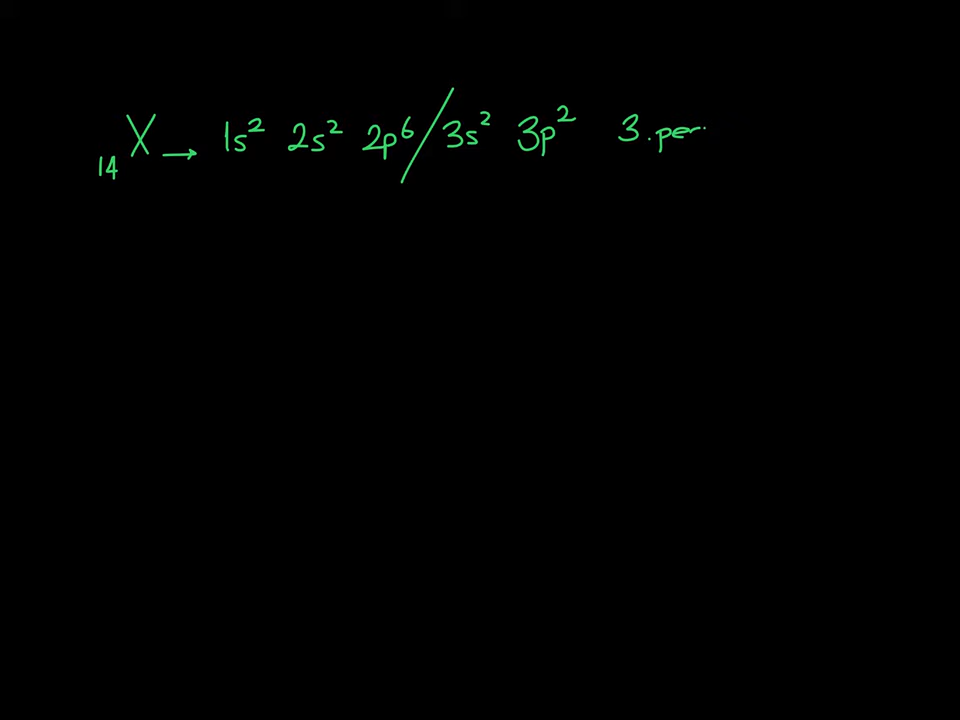 ₁₄X → 1s² 2s² 2p⁶ / 3s² 3p² 3.per.